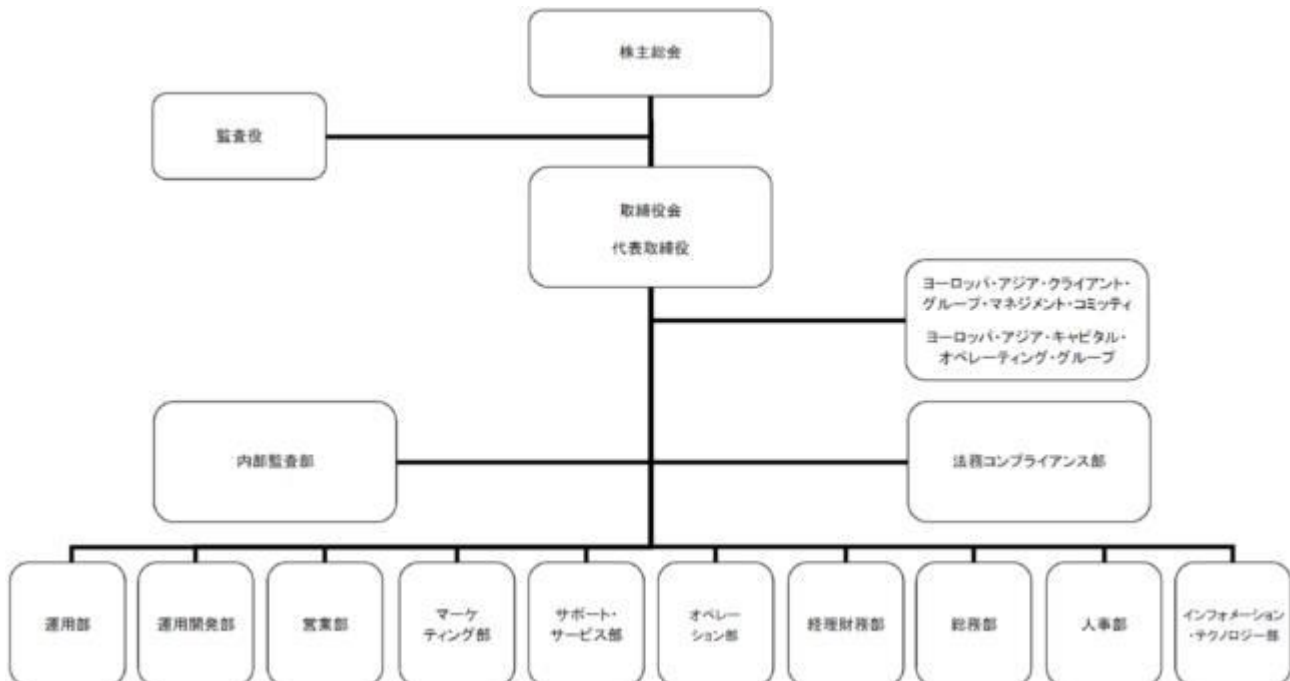 株主総会
監査役
取締役会
代表取締役
ヨーロッパ・アジア・クライアント・
グループ・マネジメント・コミッティ
ヨーロッパ・アジア・キャピタル・
オペレーティング・グループ
内部監査部
法務コンプライアンス部
運用部
運用開発部
営業部
マーケ
ティング部
サポート・
サービス部
オペレー
ション部
経理財務部
総務部
人事部
インフォメーション
・テクノロジー部